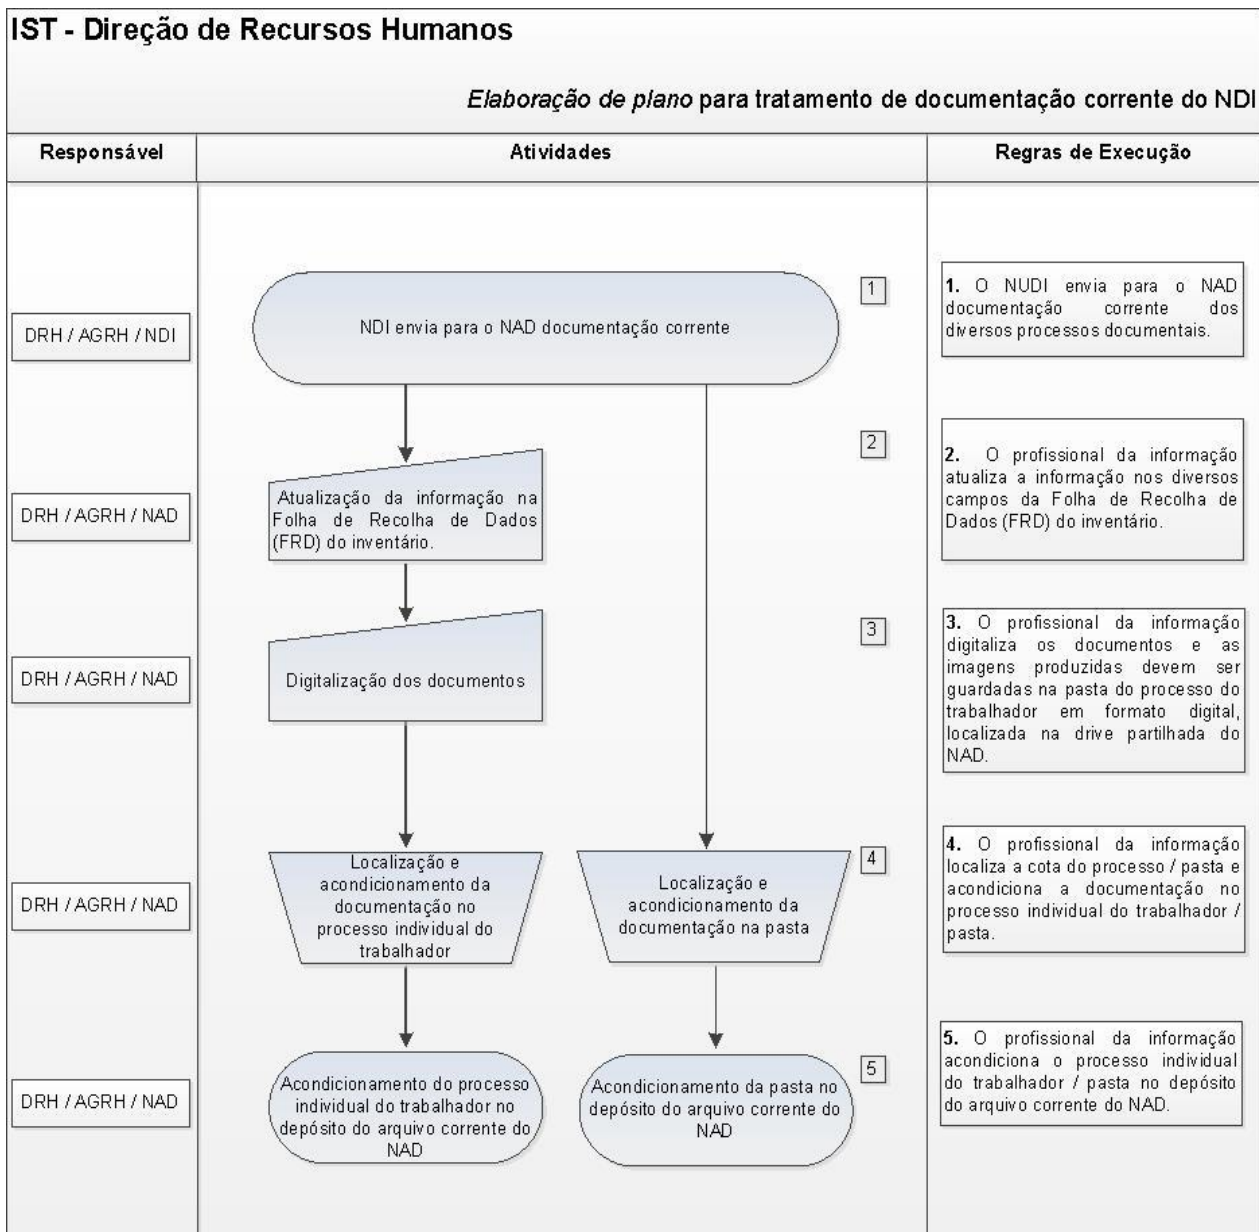 IST - Direção de Recursos Humanos
Elaboração de plano para tratamento de documentação corrente do NDI
Responsável
Atividades
Regras de Execução
DRH / AGRH / NDI
NDI envia para o NAD documentação corrente
1
1. O NUDI envia para o NAD
documentação corrente dos
diversos processos documentais.
DRH / AGRH / NAD
Atualização da informação na
Folha de Recolha de Dados
(FRD) do inventário.
2
2. O profissional da informação
atualiza a informação nos diversos
campos da Folha de Recolha de
Dados (FRD) do inventário.
DRH / AGRH / NAD
Digitalização dos documentos
3
3. O profissional da informação
digitaliza os documentos e as
imagens produzidas devem ser
guardadas na pasta do processo do
trabalhador em formato digital,
localizada na drive partilhada do
NAD.
DRH / AGRH / NAD
Localização e
acondicionamento da
documentação no
processo individual do
trabalhador
Localização e
acondicionamento da
documentação na pasta
4
4. O profissional da informação
localiza a cota do processo / pasta e
acondiciona a documentação no
processo individual do trabalhador /
pasta.
DRH / AGRH / NAD
Acondicionamento do processo
individual do trabalhador no
depósito do arquivo corrente do
NAD
Acondicionamento da pasta no
depósito do arquivo corrente do
NAD
5
5. O profissional da informação
acondiciona o processo individual
do trabalhador / pasta no depósito
do arquivo corrente do NAD.